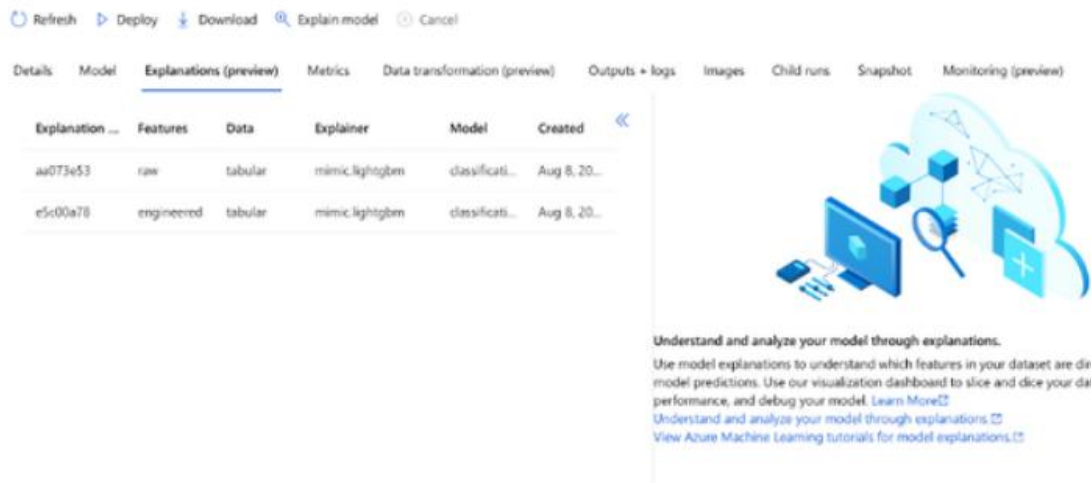 Refresh Deploy Download Explain model Cancel
Details Model Explanations (preview) Metrics Data transformation (preview) Outputs + logs Images Child runs Snapshot Monitoring (preview)
Explanation ... Features Data Explainer Model Created
aa073e53 raw tabular mimic.lightgbm classificati... Aug 8, 20...
e5c00a78 engineered tabular mimic.lightgbm classificati... Aug 8, 20...
Understand and analyze your model through explanations.
Use model explanations to understand which features in your dataset are dir
model predictions. Use our visualization dashboard to slice and dice your da
performance, and debug your model. Learn More
Understand and analyze your model through explanations.
View Azure Machine Learning tutorials for model explanations.